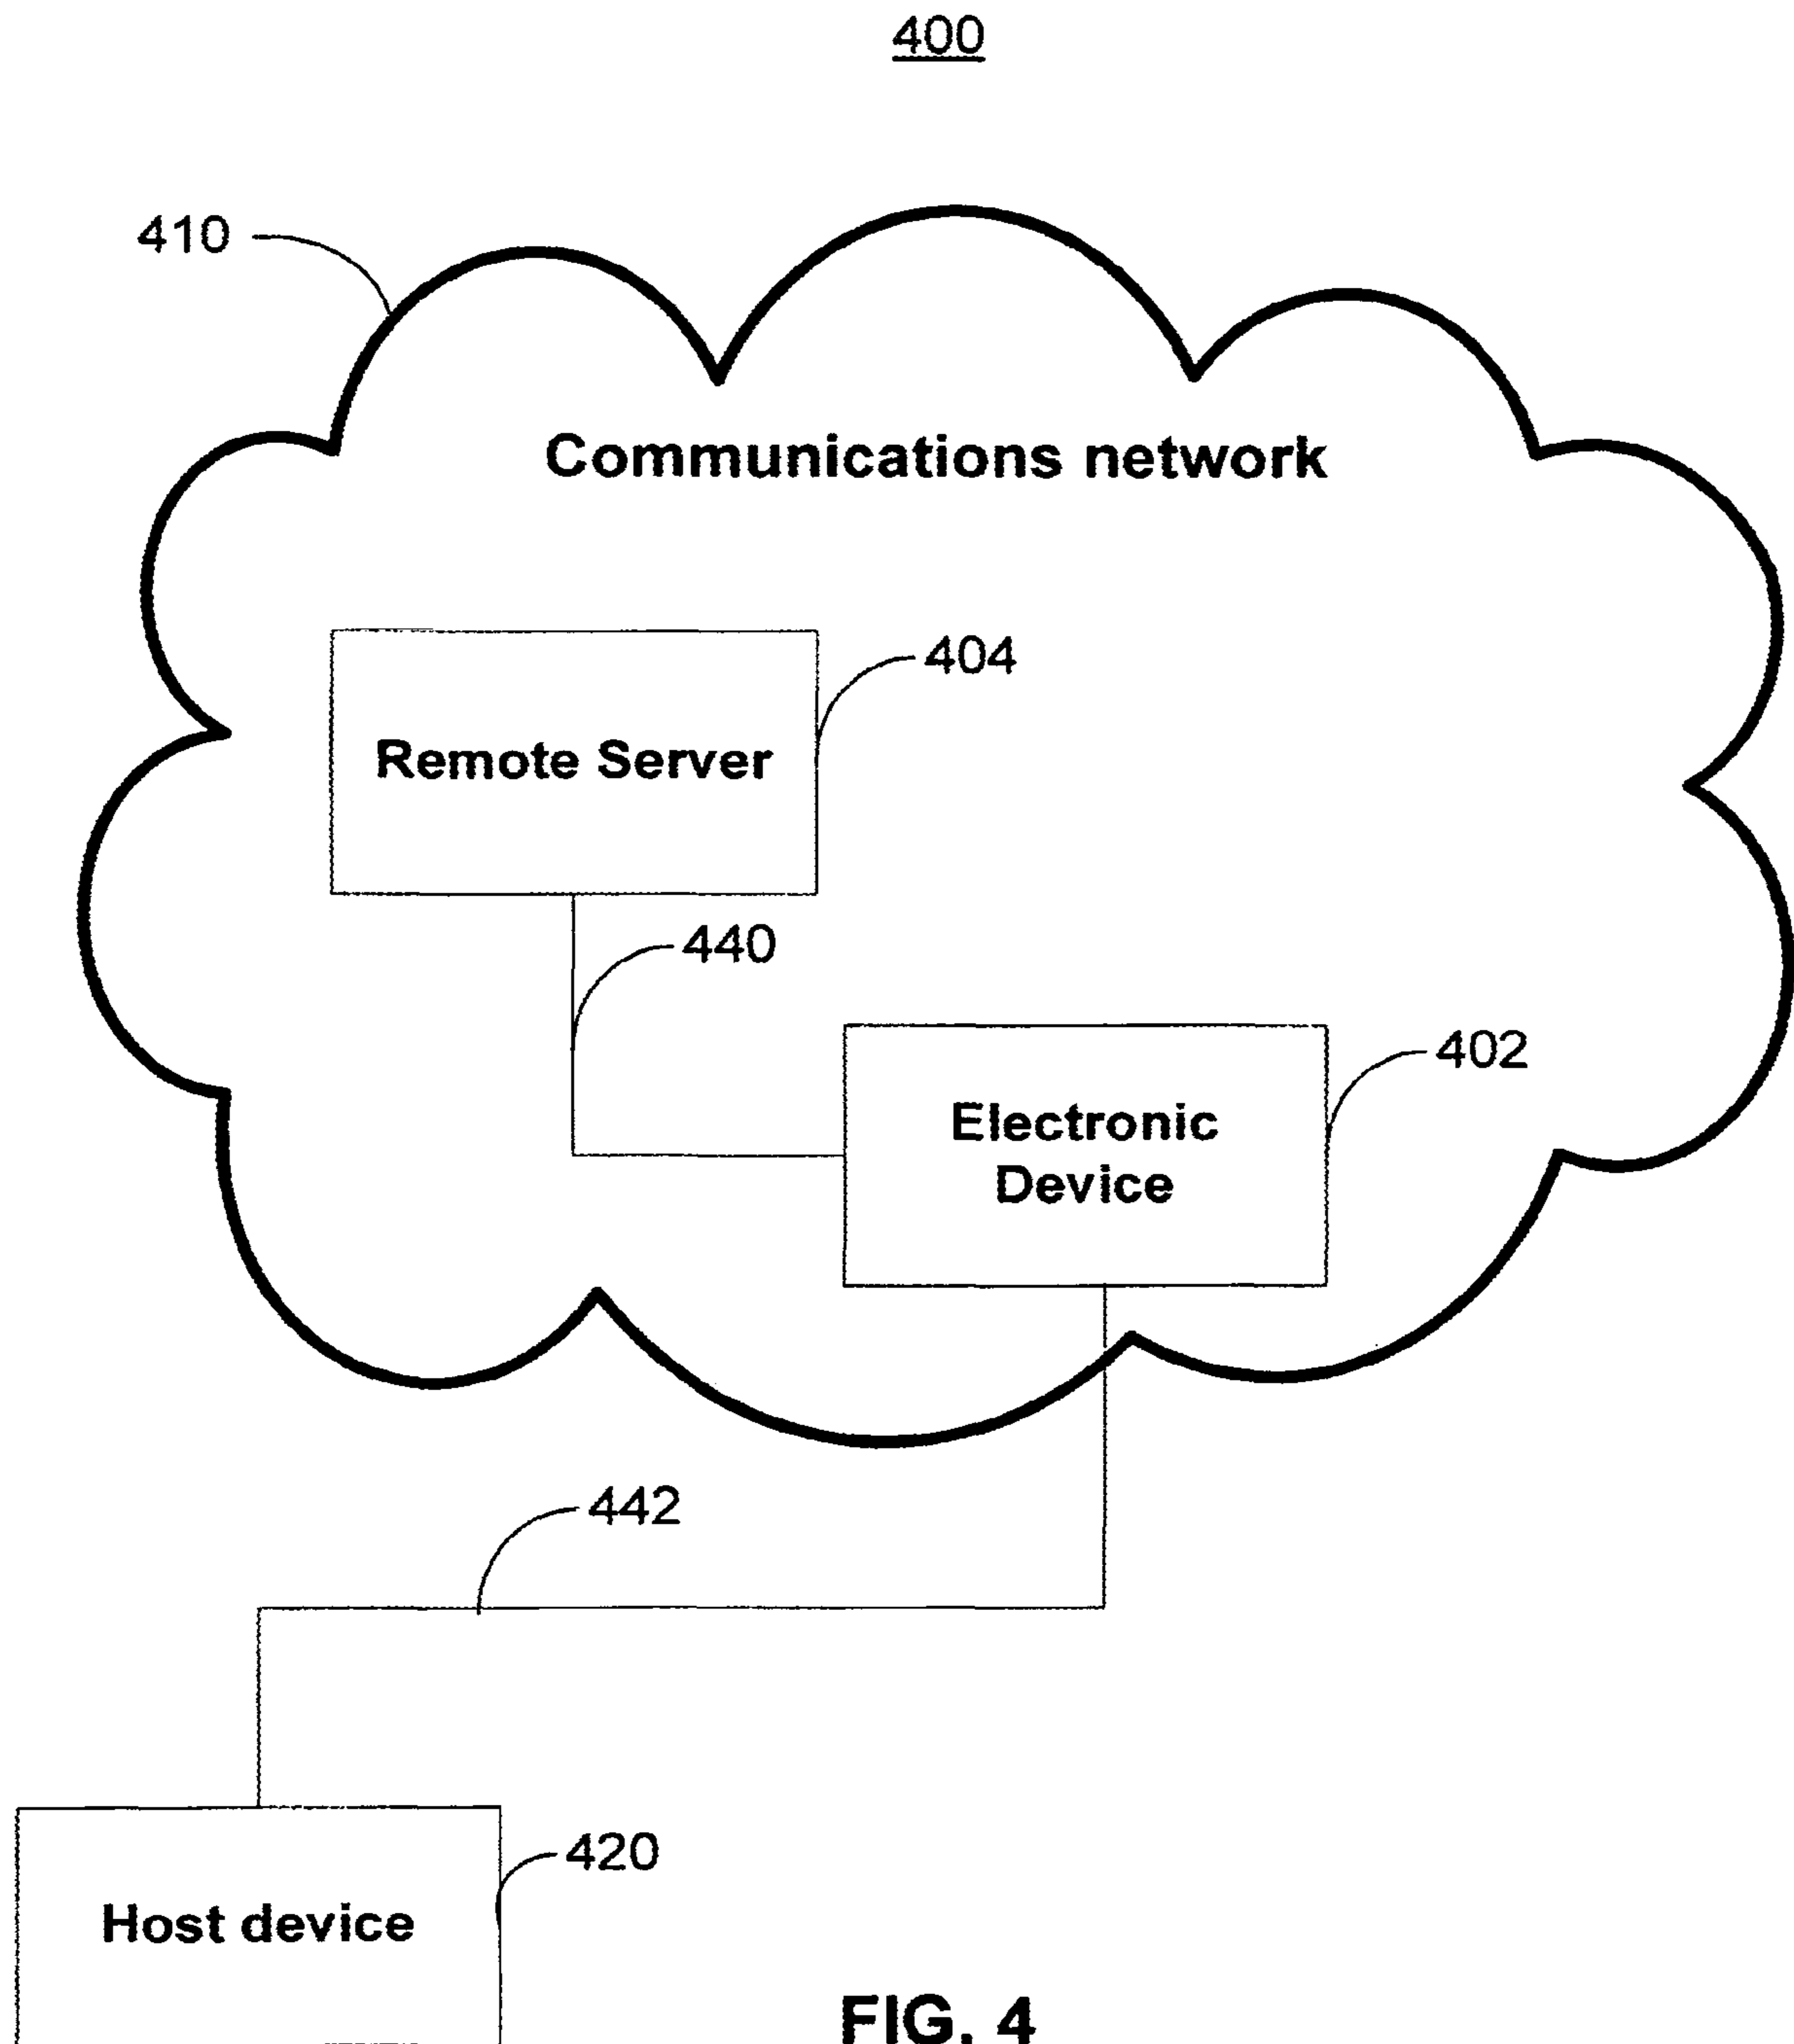 400
410
Communications network
404
Remote Server
440
402
Electronic
Device
442
420
Host device
FIG. 4